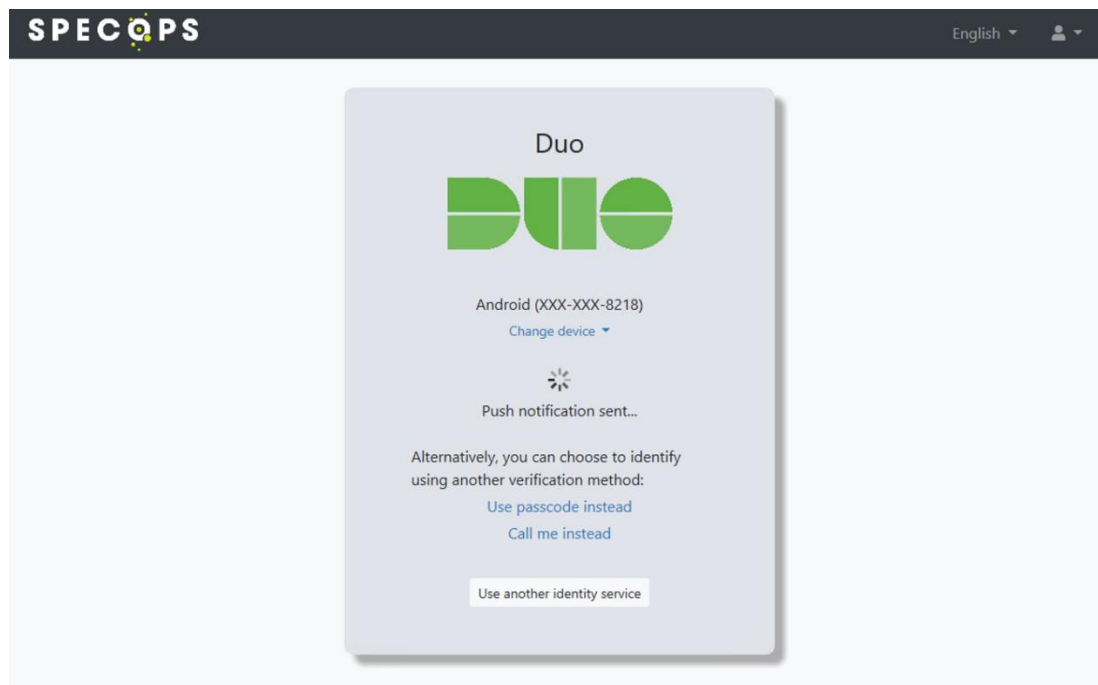 SPECOPS
English
Duo
DUO
Android (XXX-XXX-8218)
Change device
Push notification sent...
Alternatively, you can choose to identify
using another verification method:
Use passcode instead
Call me instead
Use another identity service